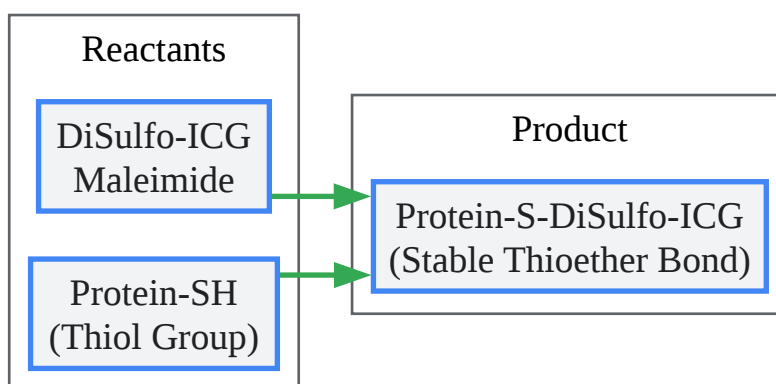 Reactants
DiSulfo-ICG
Maleimide
Protein-SH
(Thiol Group)
Product
Protein-S-DiSulfo-ICG
(Stable Thioether Bond)